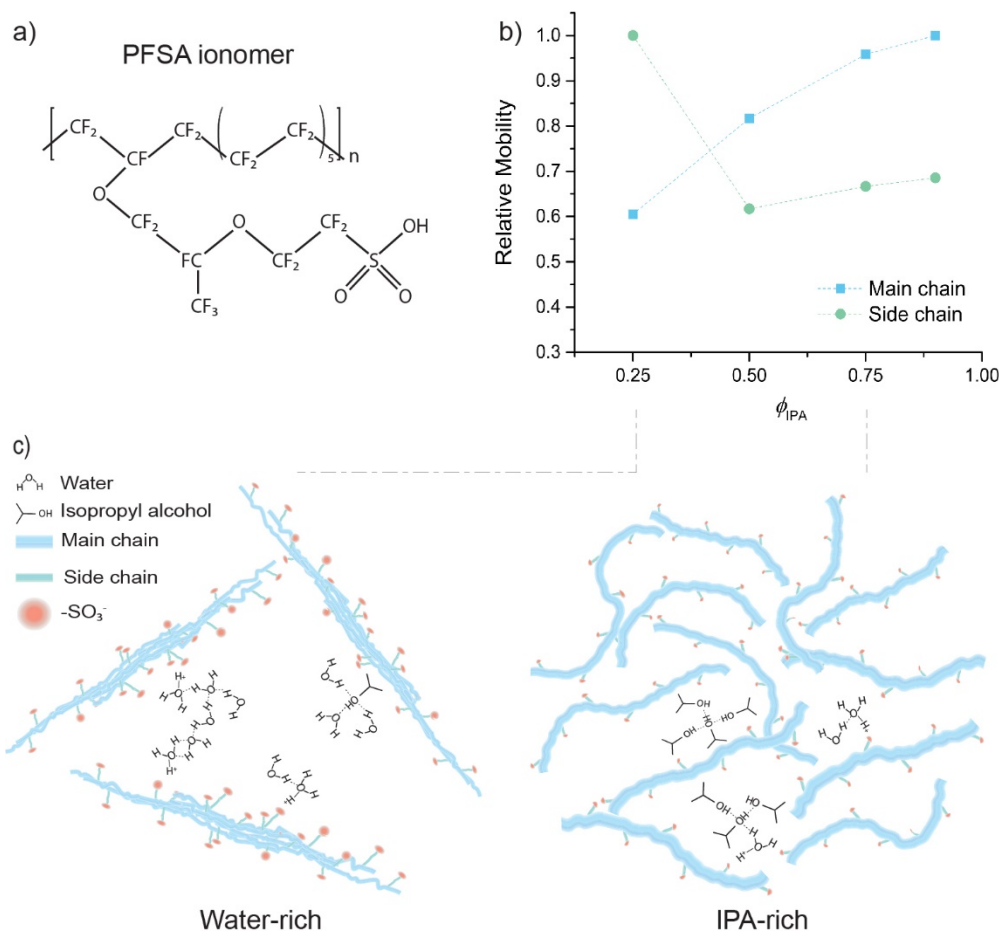 a)
PFSA ionomer
CF2 CF2 CF2
CF CF2 5 n
O
CF2 O CF2 OH
FC CF2 S
CF3 O O
b)
Relative Mobility
1.0
0.9
0.8
0.7
0.6
0.5
0.4
0.3
Main chain
Side chain
0.25 0.50 0.75 1.00
ϕIPA
c)
H O H Water
OH Isopropyl alcohol
Main chain
Side chain
-SO3-
Water-rich
IPA-rich